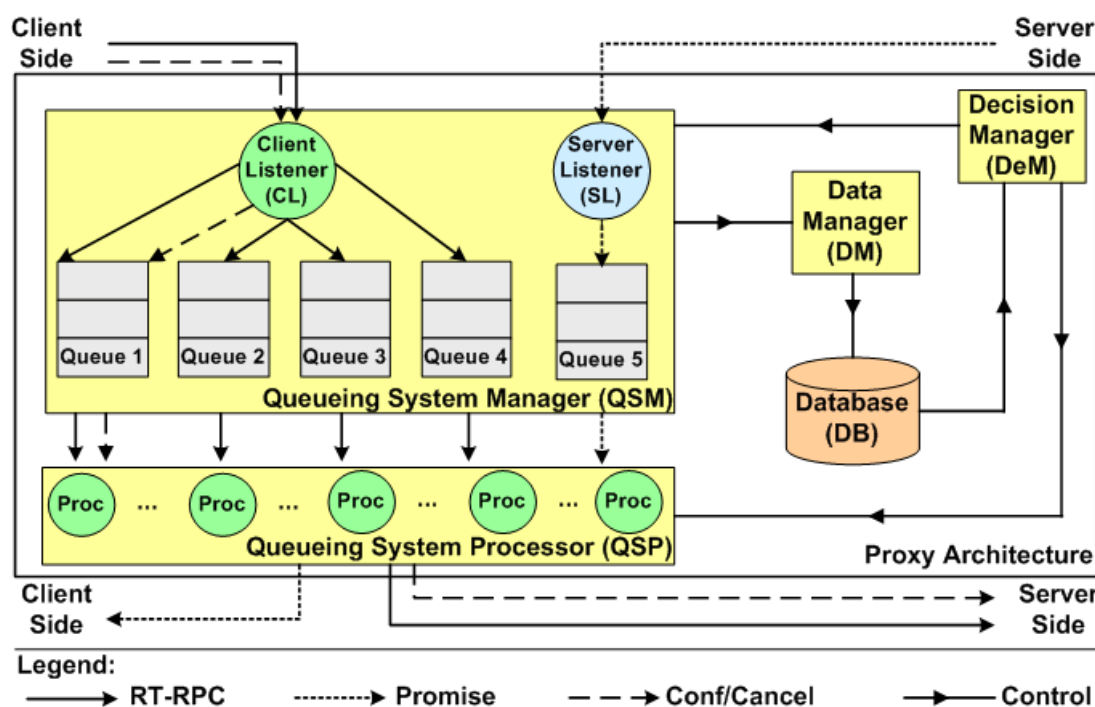 Client
Side
Server
Side
Client
Listener
(CL)
Server
Listener
(SL)
Decision
Manager
(DeM)
Data
Manager
(DM)
Queue 1
Queue 2
Queue 3
Queue 4
Queue 5
Queueing System Manager (QSM)
Database
(DB)
Proc
...
Proc
...
Proc
...
Proc
...
Proc
Queueing System Processor (QSP)
Proxy Architecture
Client
Side
Server
Side
Legend:
RT-RPC
Promise
Conf/Cancel
Control